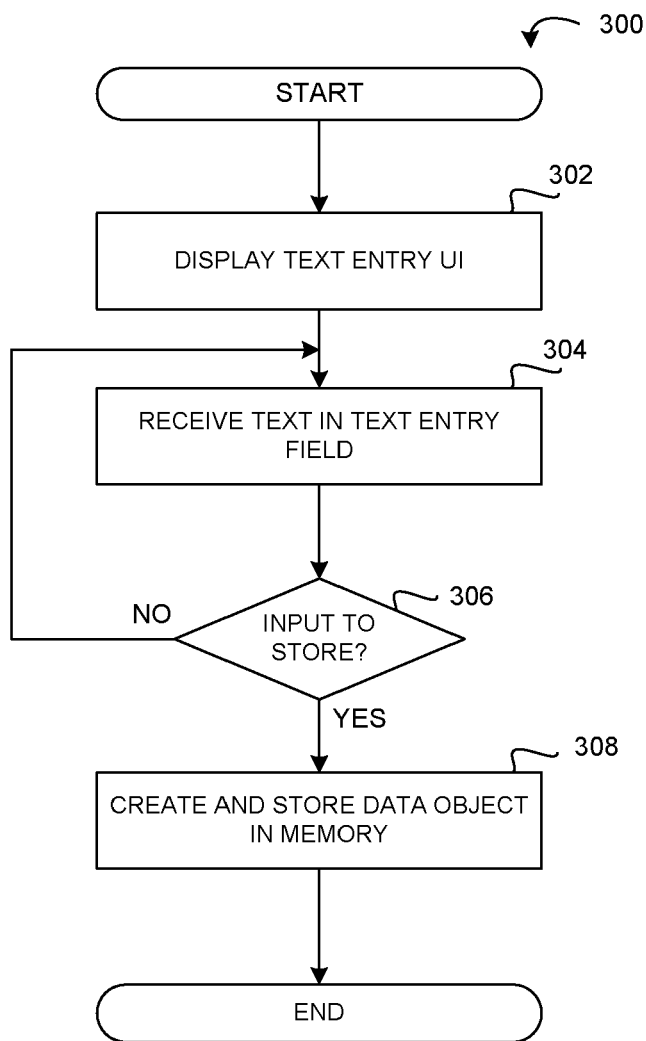 300
START
302
DISPLAY TEXT ENTRY UI
304
RECEIVE TEXT IN TEXT ENTRY
FIELD
NO
306
INPUT TO
STORE?
YES
308
CREATE AND STORE DATA OBJECT
IN MEMORY
END